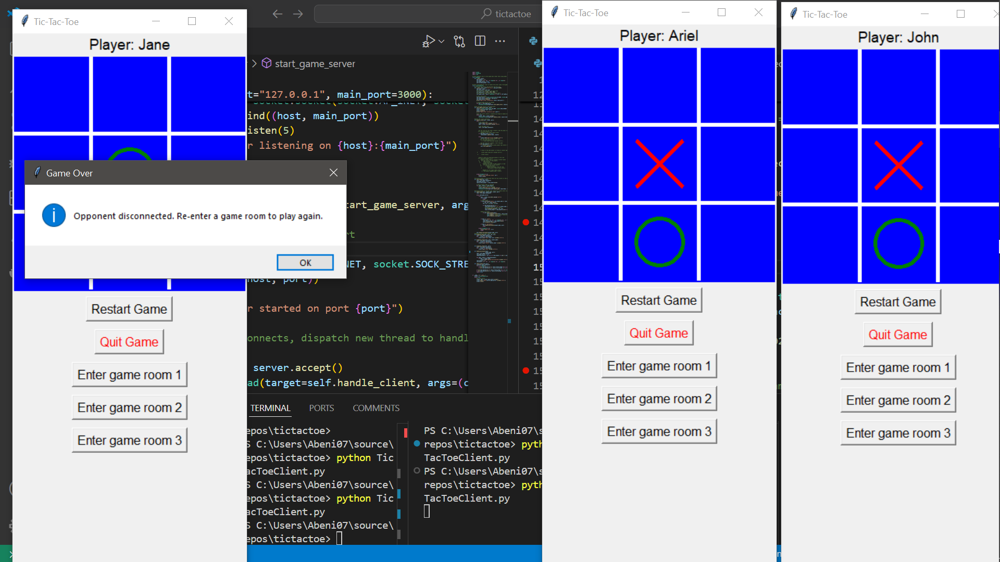 Tic-Tac-Toe
Player: Jane
Game Over
Opponent disconnected. Re-enter a game room to play again.
OK
Restart Game
Quit Game
Enter game room 1
Enter game room 2
Enter game room 3
tictactoe
start_game_server
t="127.0.0.1", main_port=3000):
ind((host, main_port))
isten(5)
r listening on {host}:{main_port}")
tart_game_server, arg
rt
NET, socket.SOCK_STRE
r started on port {port}")
onnects, dispatch new thread to handl
server.accept()
ad(target=self.handle_client, args=(c
TERMINAL PORTS COMMENTS
epos\tictactoe>
S C:\Users\Abeni07\source\
epos\tictactoe> python Tic
acToeClient.py
S C:\Users\Abeni07\source\
epos\tictactoe> python Tic
acToeClient.py
S C:\Users\Abeni07\source\
epos\tictactoe>
PS C:\Users\Abeni07\s
repos\tictactoe> pyth
TacToeClient.py
PS C:\Users\Abeni07\s
repos\tictactoe> pyth
TacToeClient.py
Tic-Tac-Toe
Player: Ariel
Restart Game
Quit Game
Enter game room 1
Enter game room 2
Enter game room 3
Tic-Tac-Toe
Player: John
Restart Game
Quit Game
Enter game room 1
Enter game room 2
Enter game room 3